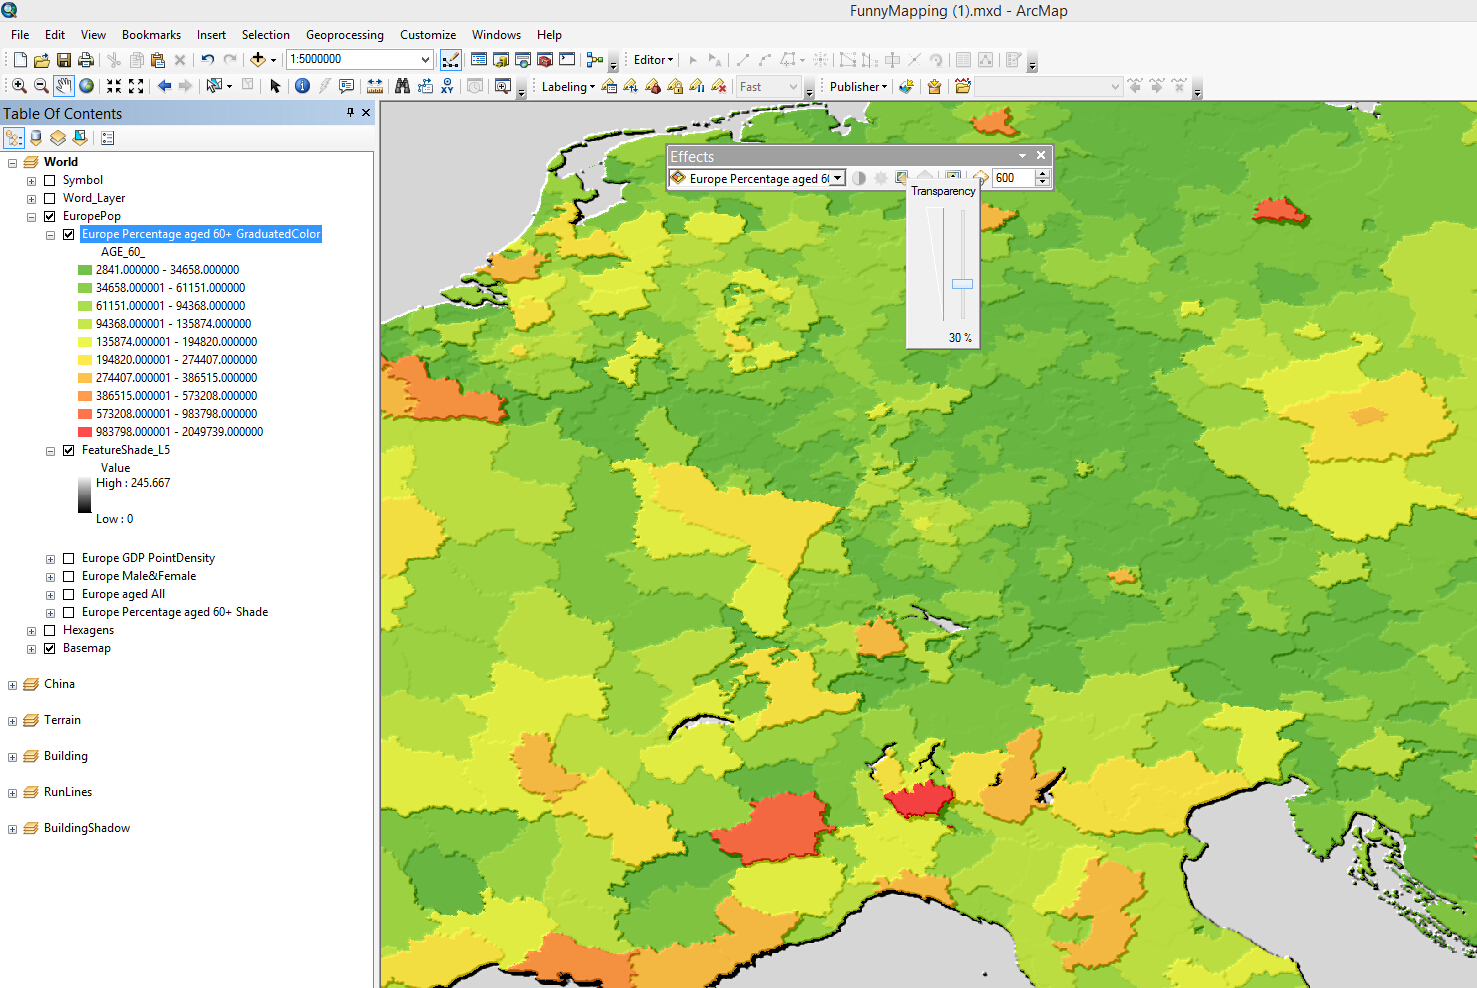 FunnyMapping (1).mxd - ArcMap
File Edit View Bookmarks Insert Selection Geoprocessing Customize Windows Help
1:5000000
Editor
Labeling
Fast
Publisher
Table Of Contents
World
Symbol
Word_Layer
EuropePop
Europe Percentage aged 60+ GraduatedColor
AGE_60_
2841.000000 - 34658.000000
34658.000001 - 61151.000000
61151.000001 - 94368.000000
94368.000001 - 135874.000000
135874.000001 - 194820.000000
194820.000001 - 274407.000000
274407.000001 - 386515.000000
386515.000001 - 573208.000000
573208.000001 - 983798.000000
983798.000001 - 2049739.000000
FeatureShade_L5
Value
High : 245.667
Low : 0
Europe GDP PointDensity
Europe Male&Female
Europe aged All
Europe Percentage aged 60+ Shade
Hexagens
Basemap
China
Terrain
Building
RunLines
BuildingShadow
Effects
Europe Percentage aged 6
600
Transparency
30 %